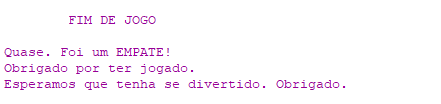 FIM DE JOGO
Quase. Foi um EMPATE!
Obrigado por ter jogado.
Esperamos que tenha se divertido. Obrigado.